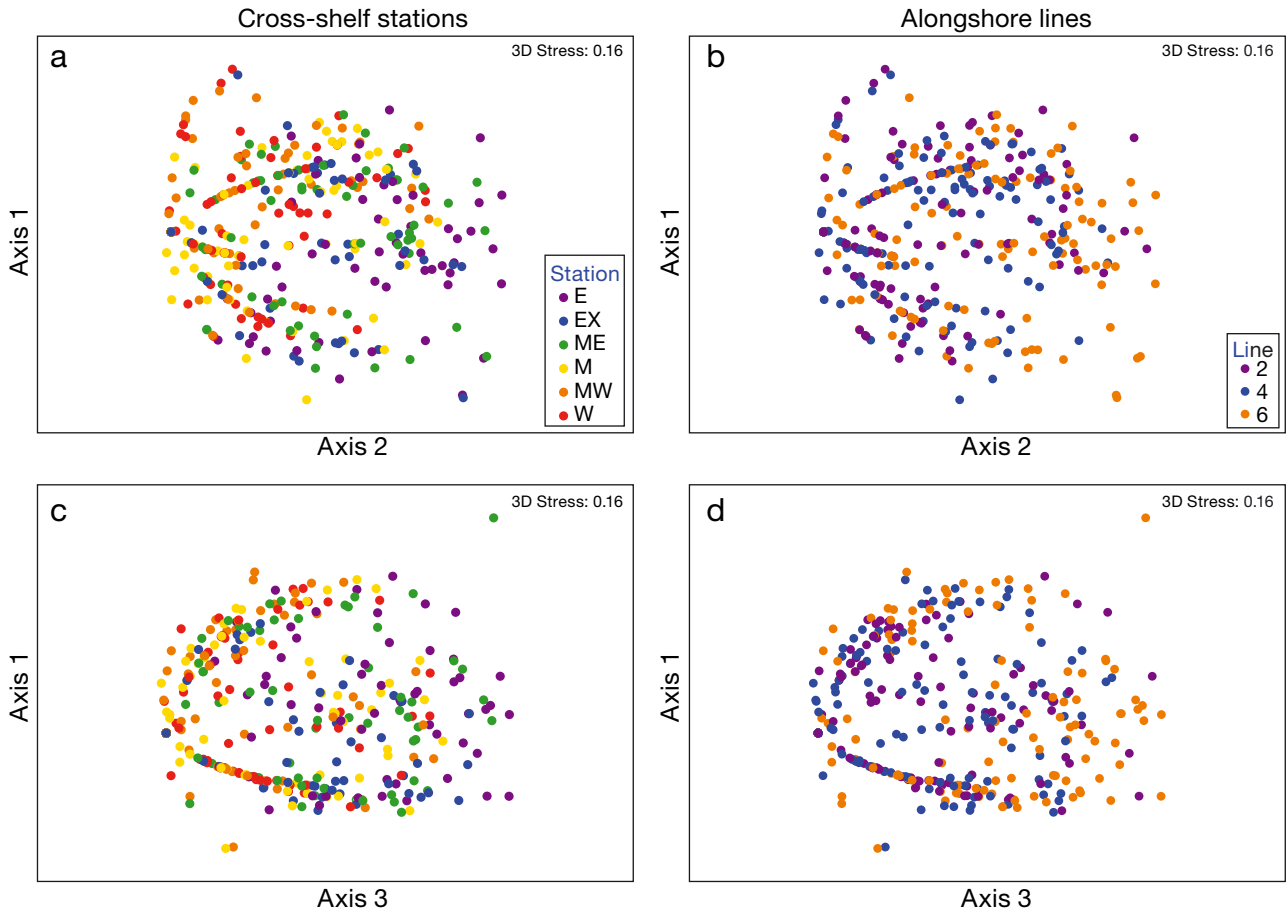 Cross-shelf stations
Alongshore lines
a
3D Stress: 0.16
Axis 1
Axis 2
Station
E
EX
ME
M
MW
W
b
3D Stress: 0.16
Axis 1
Axis 2
Line
2
4
6
c
3D Stress: 0.16
Axis 1
Axis 3
d
3D Stress: 0.16
Axis 1
Axis 3